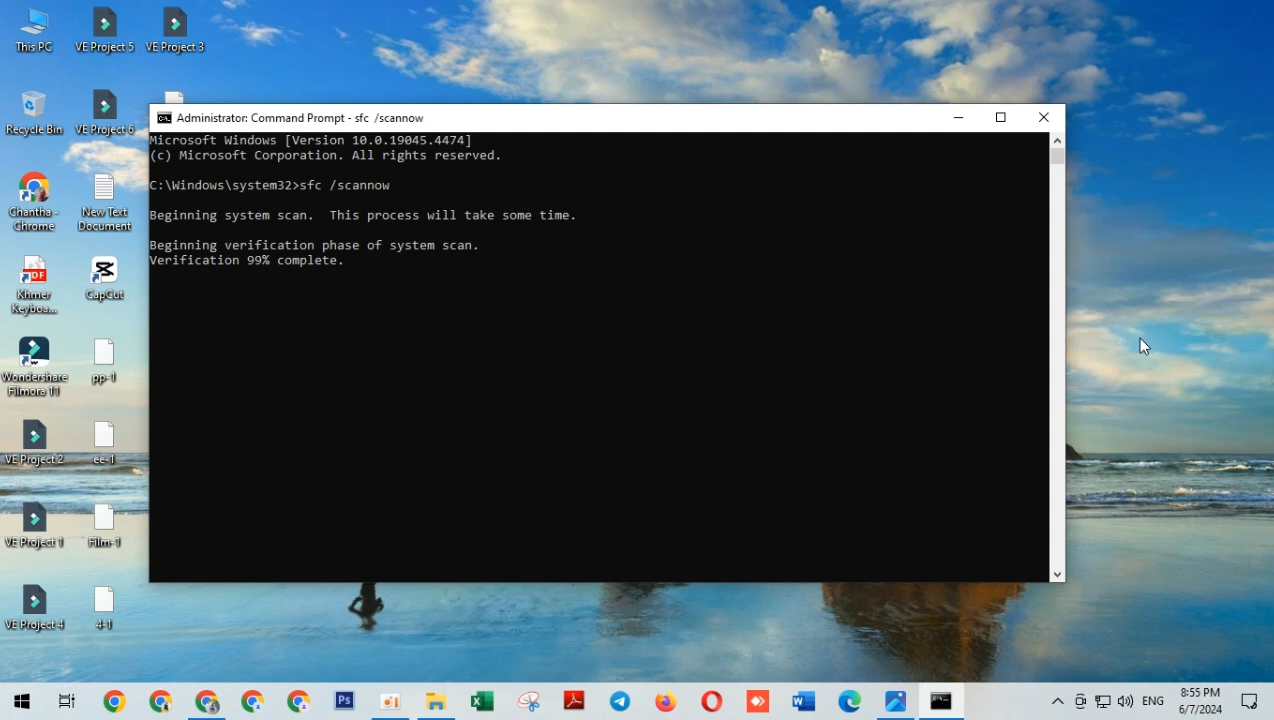 This PC
VE Project 5
VE Project 3
Recycle Bin
VE Project 6
Chantha -
Chrome
New Text
Document
Khmer
Keyboa...
CapCut
Wondershare
Filmora 11
pp-1
VE Project 2
ee-1
VE Project 1
Film-1
VE Project 4
4-1
Administrator: Command Prompt - sfc  /scannow
Microsoft Windows [Version 10.0.19045.4474]
(c) Microsoft Corporation. All rights reserved.
C:\Windows\system32>sfc /scannow
Beginning system scan.  This process will take some time.
Beginning verification phase of system scan.
Verification 99% complete.
ENG
8:55 PM
6/7/2024